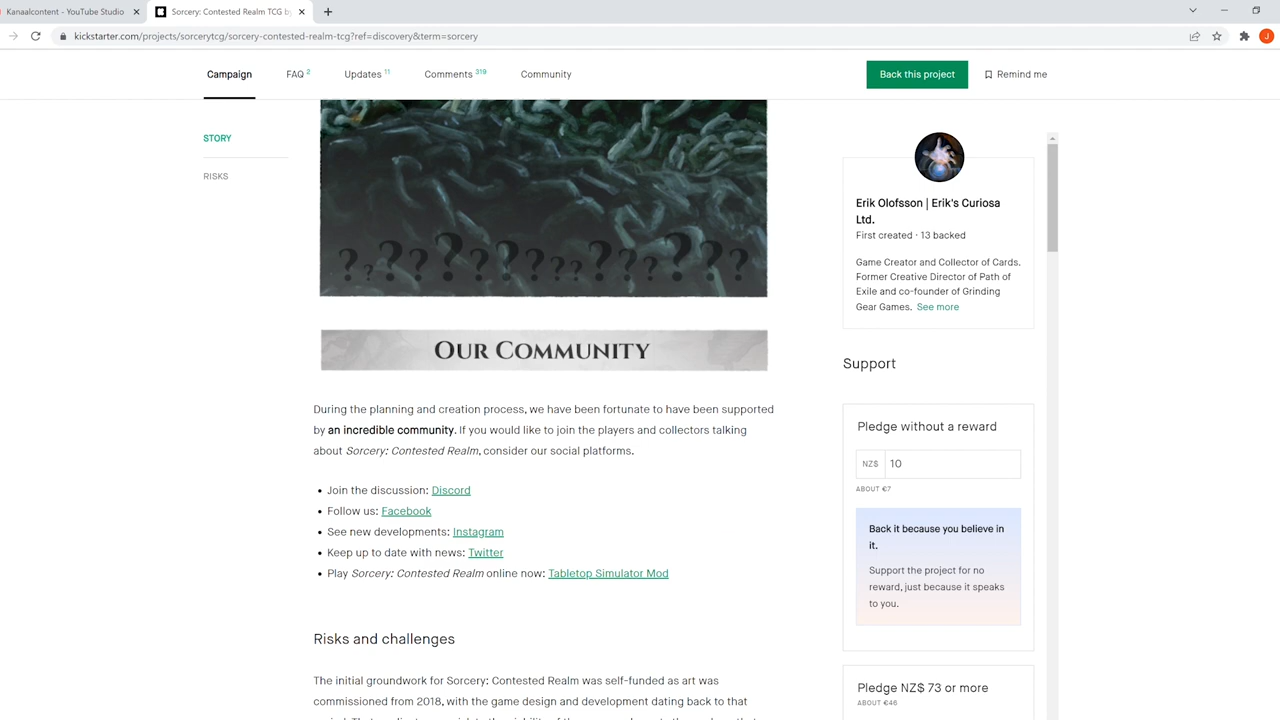 Kanaalcontent - YouTube Studio
Sorcery: Contested Realm TCG by
kickstarter.com/projects/sorcerytcg/sorcery-contested-realm-tcg?ref=discovery&term=sorcery
J
Campaign
FAQ 2
Updates 11
Comments 319
Community
Back this project
Remind me
STORY
RISKS
? ? ? ? ? ? ? ? ? ? ? ? ? ? ? ? ? ?
OUR COMMUNITY
During the planning and creation process, we have been fortunate to have been supported
by an incredible community. If you would like to join the players and collectors talking
about Sorcery: Contested Realm, consider our social platforms.
• Join the discussion: Discord
• Follow us: Facebook
• See new developments: Instagram
• Keep up to date with news: Twitter
• Play Sorcery: Contested Realm online now: Tabletop Simulator Mod
Risks and challenges
The initial groundwork for Sorcery: Contested Realm was self-funded as art was
commissioned from 2018, with the game design and development dating back to that
Erik Olofsson | Erik's Curiosa
Ltd.
First created · 13 backed
Game Creator and Collector of Cards.
Former Creative Director of Path of
Exile and co-founder of Grinding
Gear Games. See more
Support
Pledge without a reward
NZ$ 10
ABOUT €7
Back it because you believe in
it.
Support the project for no
reward, just because it speaks
to you.
Pledge NZ$ 73 or more
ABOUT €46